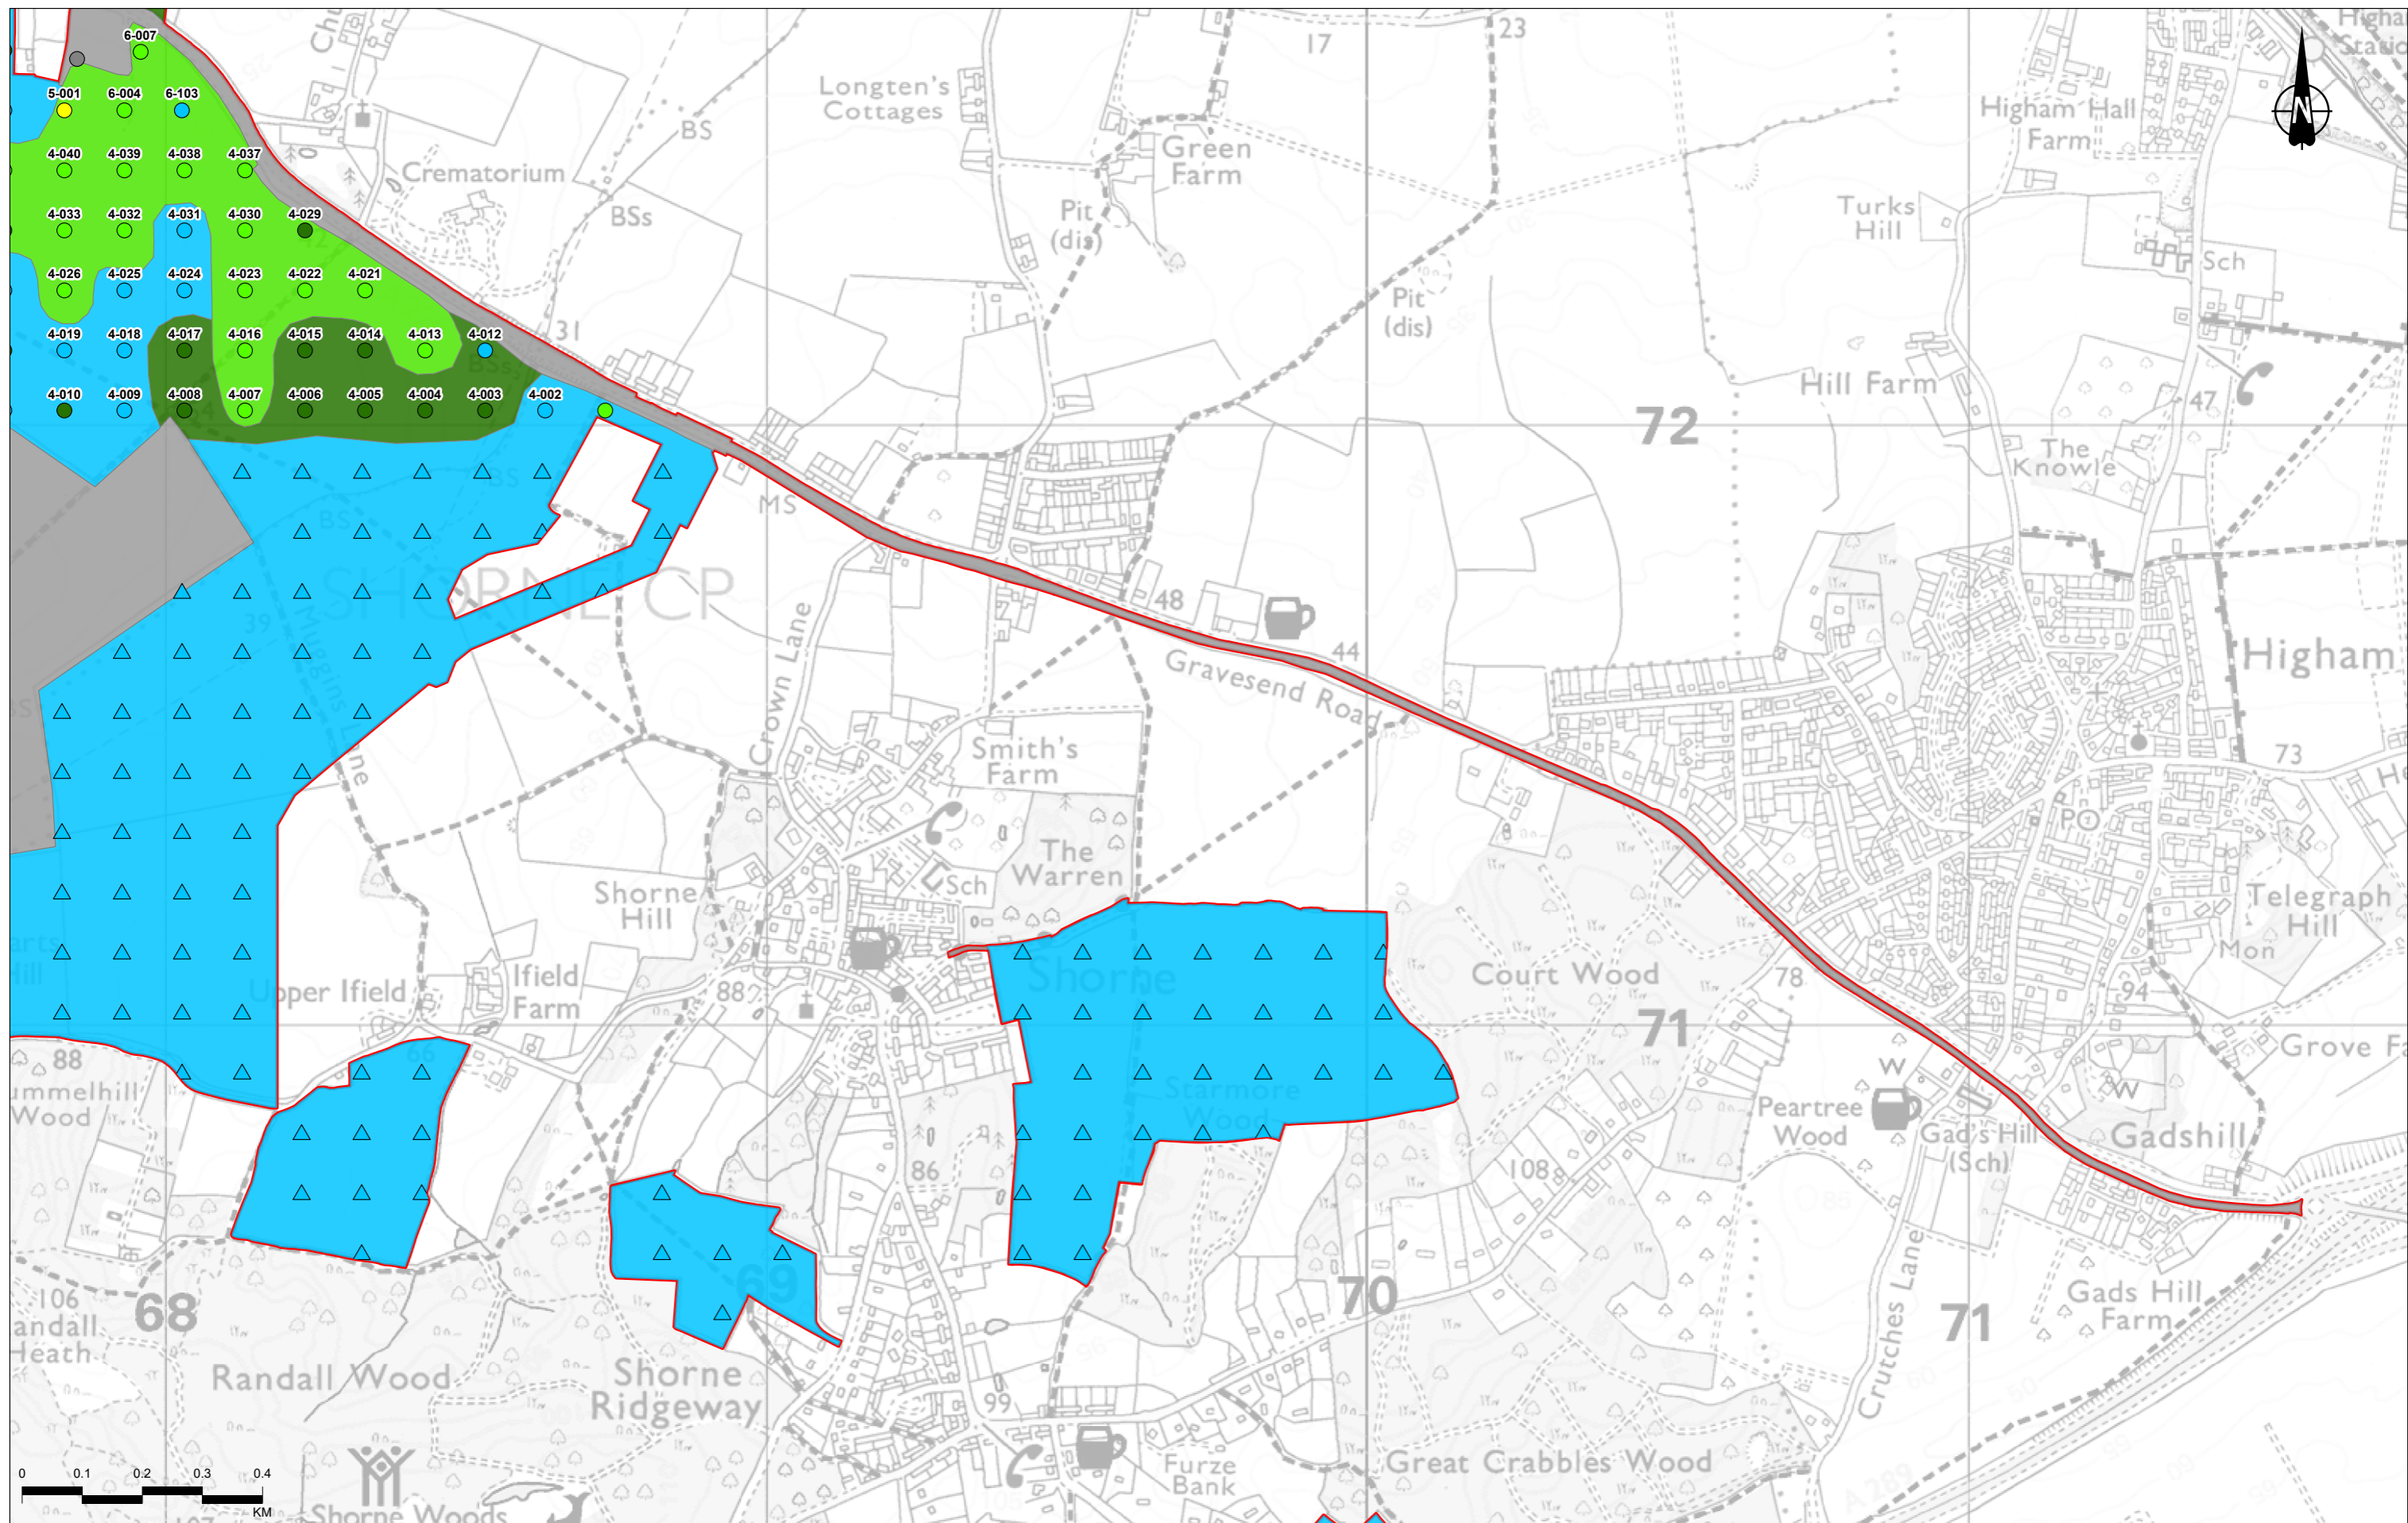 6-007
17
23
5-001
6-004
6-103
Longten's
Cottages
BS
Higham Hall
Farm
N
4-040
4-039
4-038
4-037
Crematorium
Green
Farm
4-033
4-032
4-031
4-030
4-029
42
BSs
Pit
(dis)
Turks
Hill
Sch
4-026
4-025
4-024
4-023
4-022
4-021
Pit
(dis)
4-019
4-018
4-017
4-016
4-015
4-014
4-013
4-012
31
BSs
Hill Farm
47
4-010
4-009
4-008
4-007
4-006
4-005
4-004
4-003
4-002
72
The
Knowle
BS
MS
BS
SHORNE CP
39
Muggins Lane
Crown Lane
48
44
Gravesend Road
Higham
Smith's
Farm
73
PO
The
Warren
Sch
Shorne
Hill
Telegraph
Hill
Mon
Upper Ifield
Ifield
Farm
88
Shorne
Court Wood
78
94
71
Grove
88
66
Wood
Starmore
Wood
W
W
Peartree
Wood
Gad's Hill
(Sch)
Gadshill
86
108
106
68
69
70
71
Gads Hill
Farm
Heath
Randall Wood
Shorne
Ridgeway
99
Crutches Lane
Furze
Bank
Great Crabbles Wood
A 289
Shorne Woods
107
105
0 0.1 0.2 0.3 0.4
KM